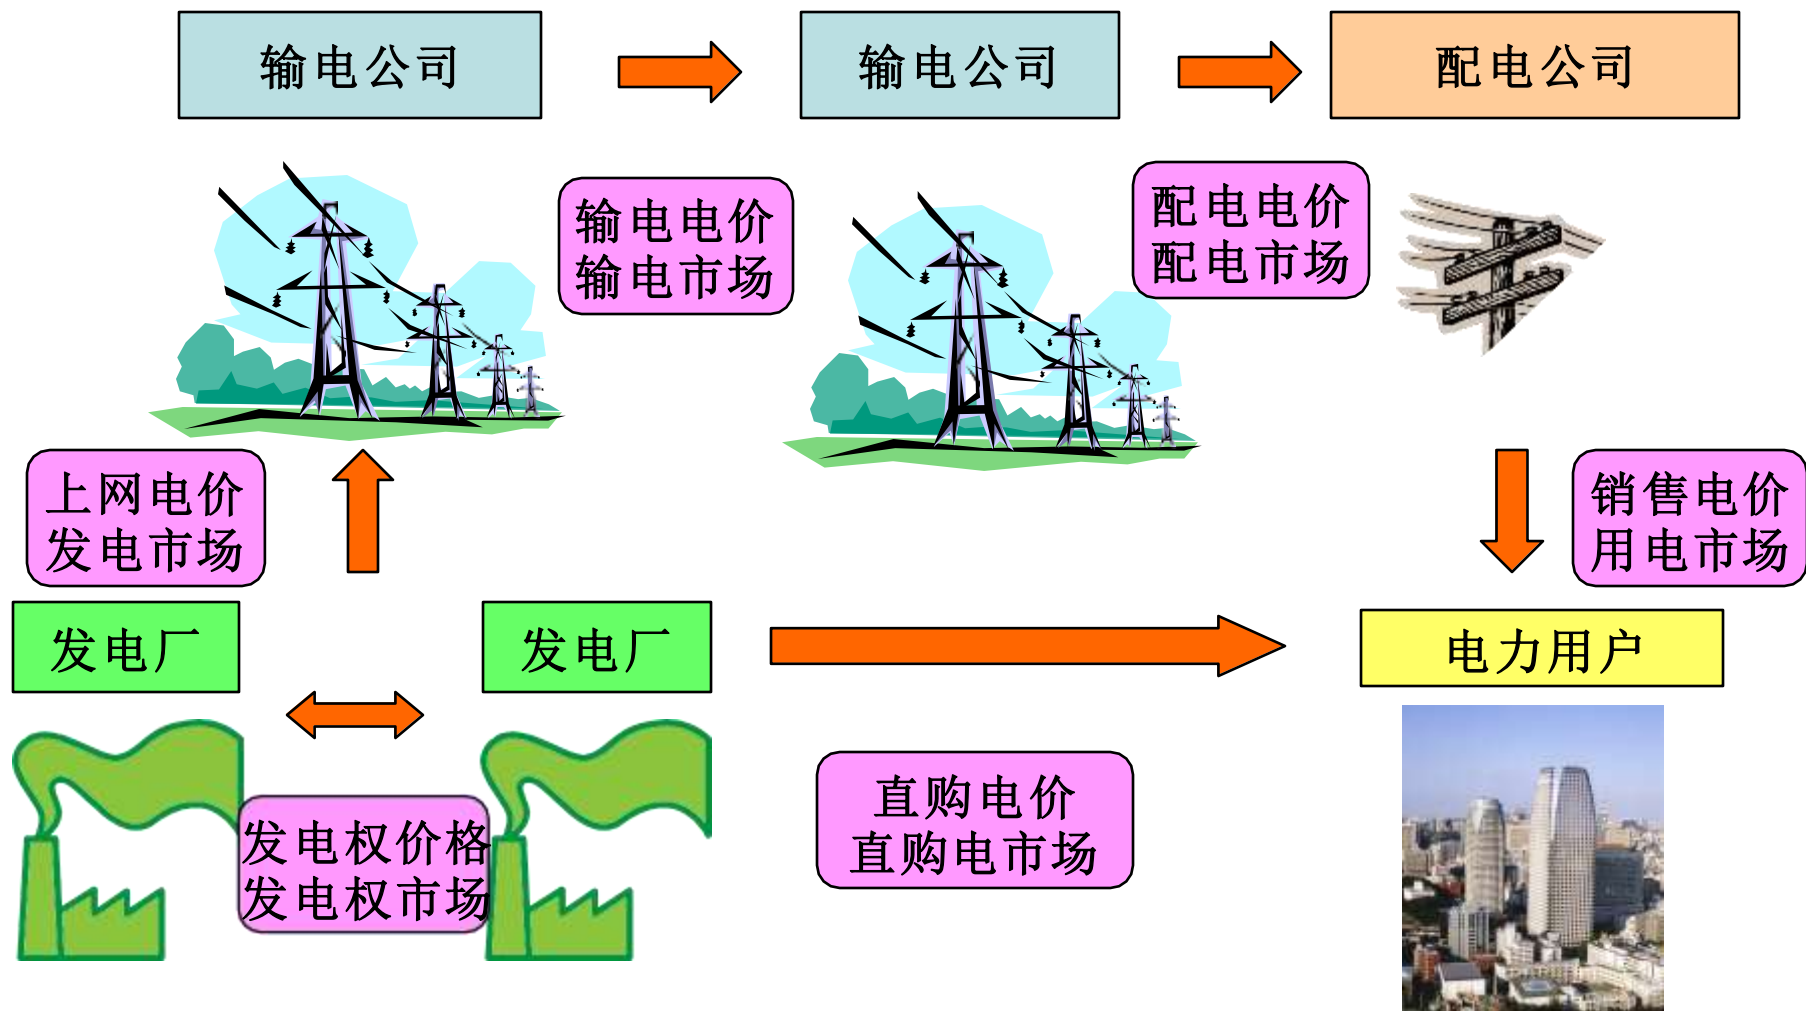 输电公司
输电公司
配电公司
输电电价
输电市场
配电电价
配电市场
上网电价
发电市场
销售电价
用电市场
发电厂
发电厂
电力用户
发电权价格
发电权市场
直购电价
直购电市场